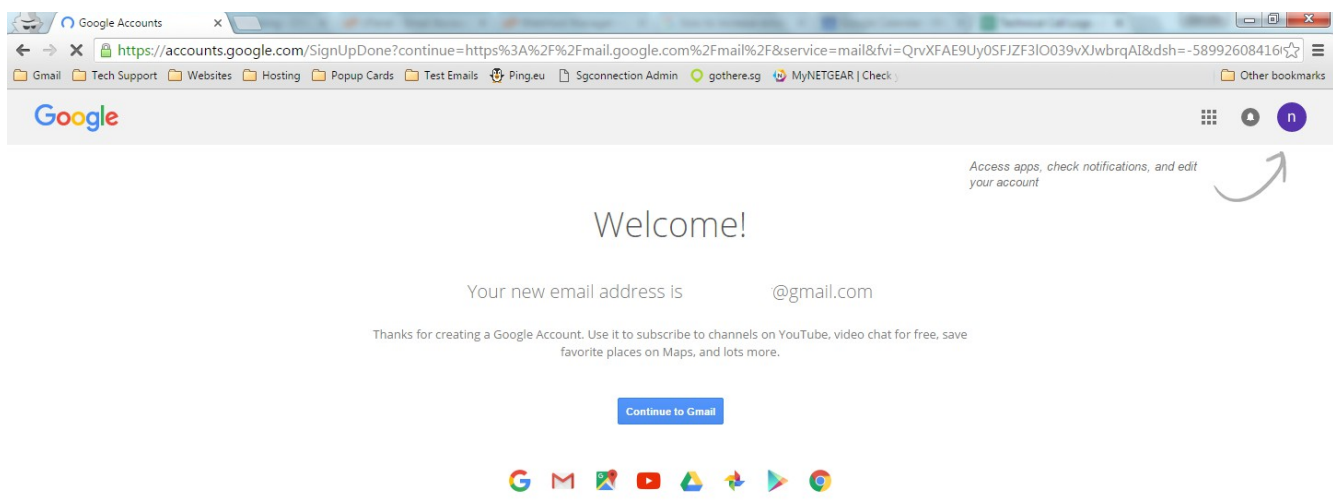 Google Accounts
https://accounts.google.com/SignUpDone?continue=https%3A%2F%2Fmail.google.com%2Fmail%2F&service=mail&fvi=QrvXFAE9Uy0SFJZF3lO039vXJwbrqAI&dsh=-58992608416
Gmail Tech Support Websites Hosting Popup Cards Test Emails Ping.eu Sgconnection Admin gothere.sg MyNETGEAR | Check Other bookmarks
Google n
Access apps, check notifications, and edit
your account
Welcome!
Your new email address is @gmail.com
Thanks for creating a Google Account. Use it to subscribe to channels on YouTube, video chat for free, save
favorite places on Maps, and lots more.
Continue to Gmail